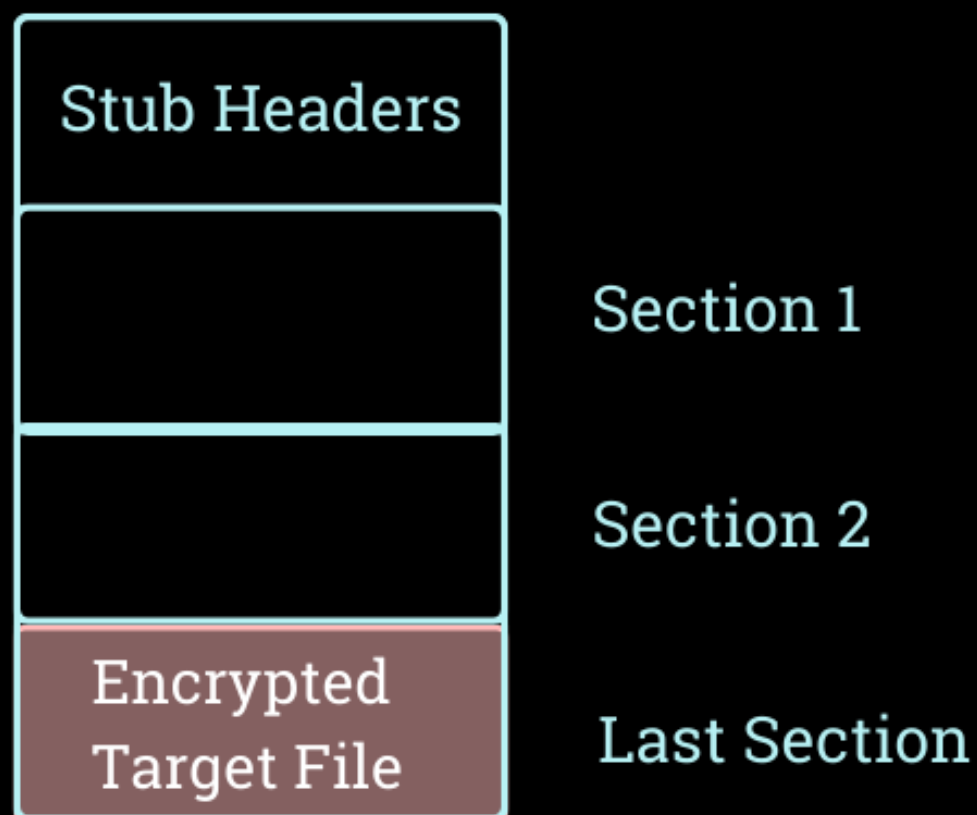 Stub Headers
Section 1
Section 2
Encrypted
Target File
Last Section